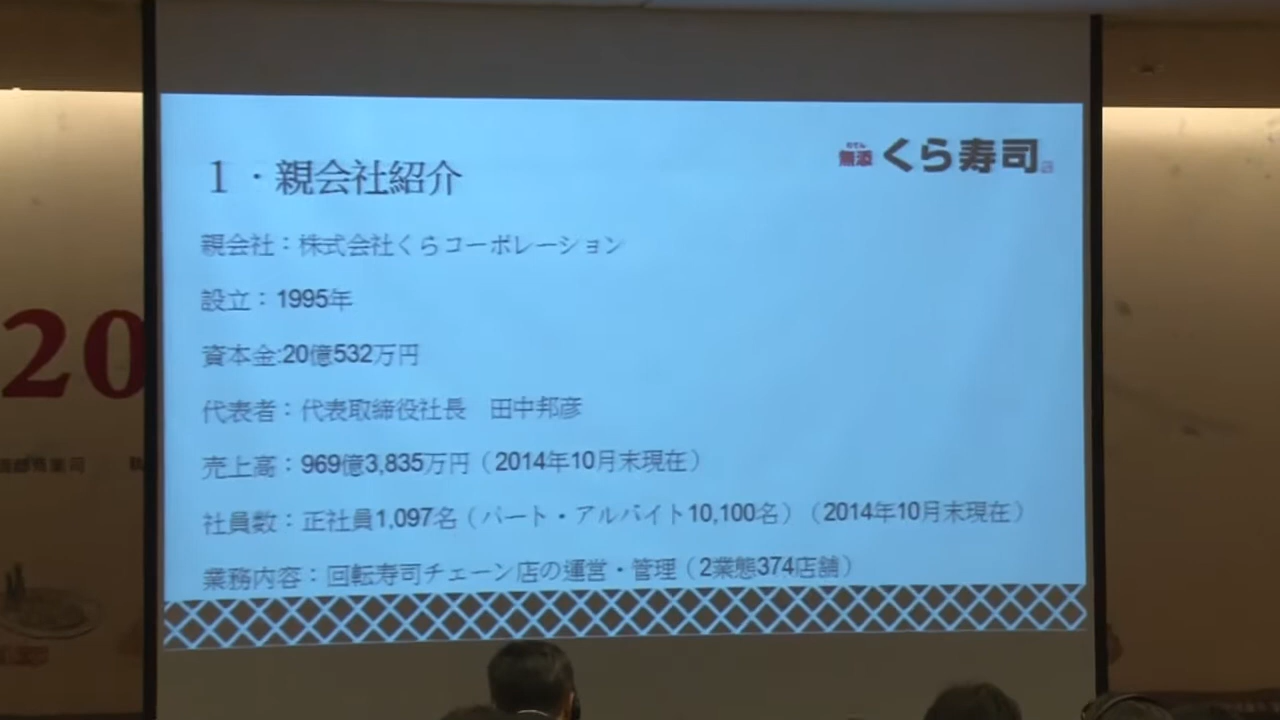 無添 くら寿司
1・親会社紹介
親会社：株式会社くらコーポレーション
設立：1995年
資本金:20億532万円
代表者：代表取締役社長　田中邦彦
売上高：969億3,835万円（2014年10月末現在）
社員数：正社員1,097名（パート・アルバイト10,100名）（2014年10月末現在）
業務内容：回転寿司チェーン店の運営・管理（2業態374店舗）
20